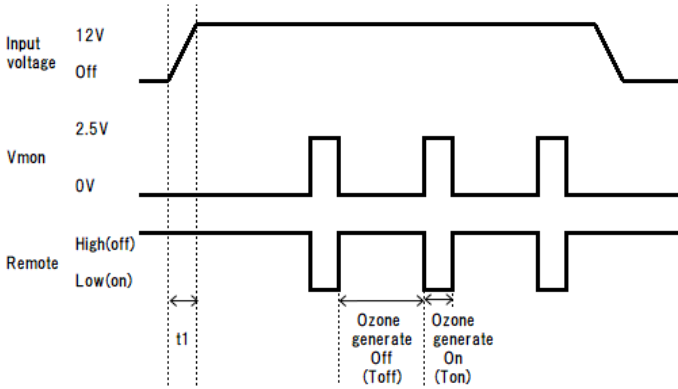 Input
voltage
12V
Off
Vmon
2.5V
0V
Remote
High(off)
Low(on)
t1
Ozone
generate
Off
(Toff)
Ozone
generate
On
(Ton)